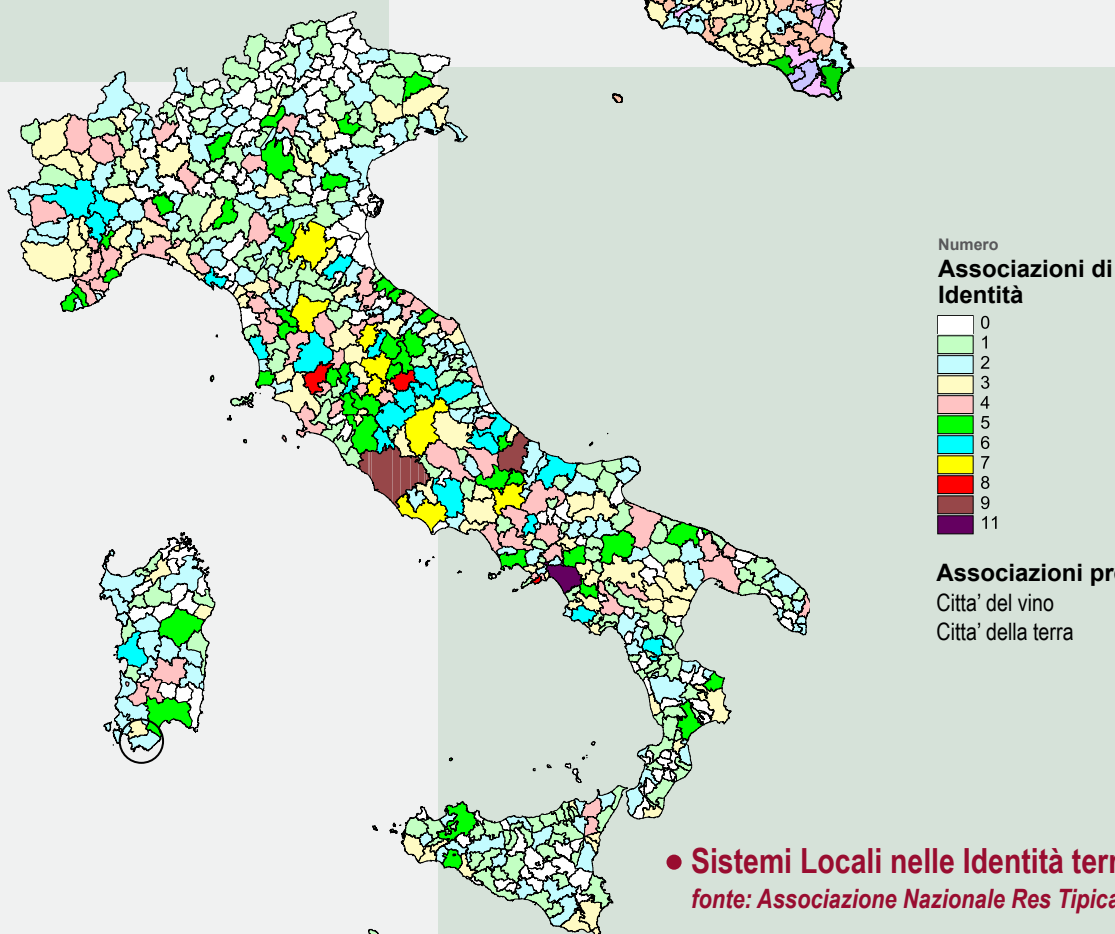 Numero
Associazioni di
Identità
0
1
2
3
4
5
6
7
8
9
11
Associazioni pr
Citta' del vino
Citta' della terra
• Sistemi Locali nelle Identità terr
fonte: Associazione Nazionale Res Tipica